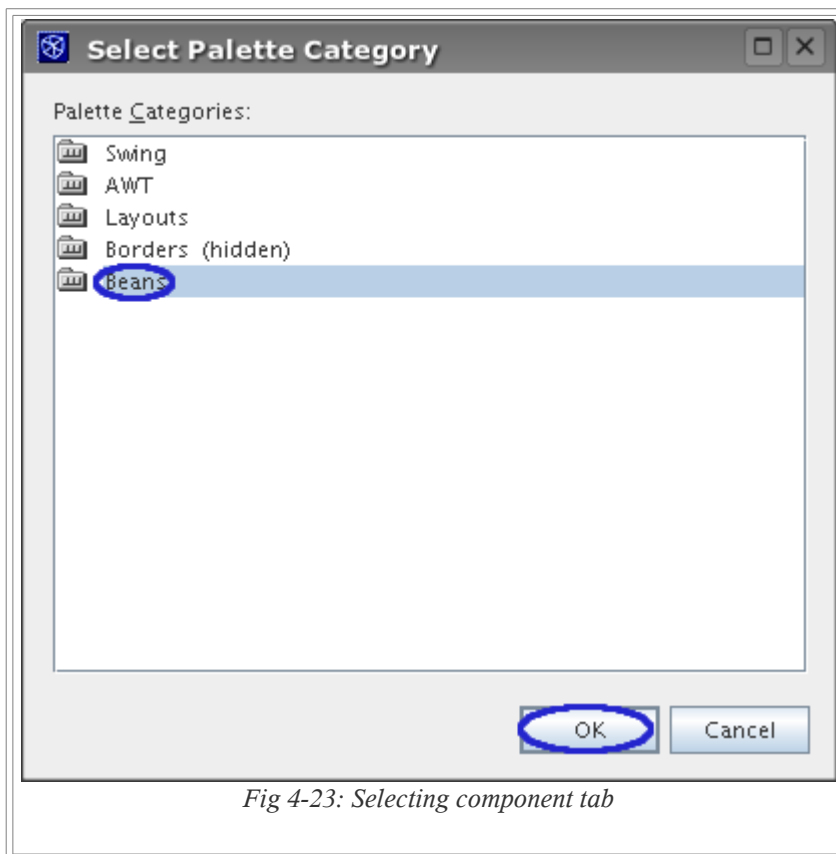 Select Palette Category
Palette Categories:
Swing
AWT
Layouts
Borders (hidden)
Beans
OK
Cancel
Fig 4-23: Selecting component tab